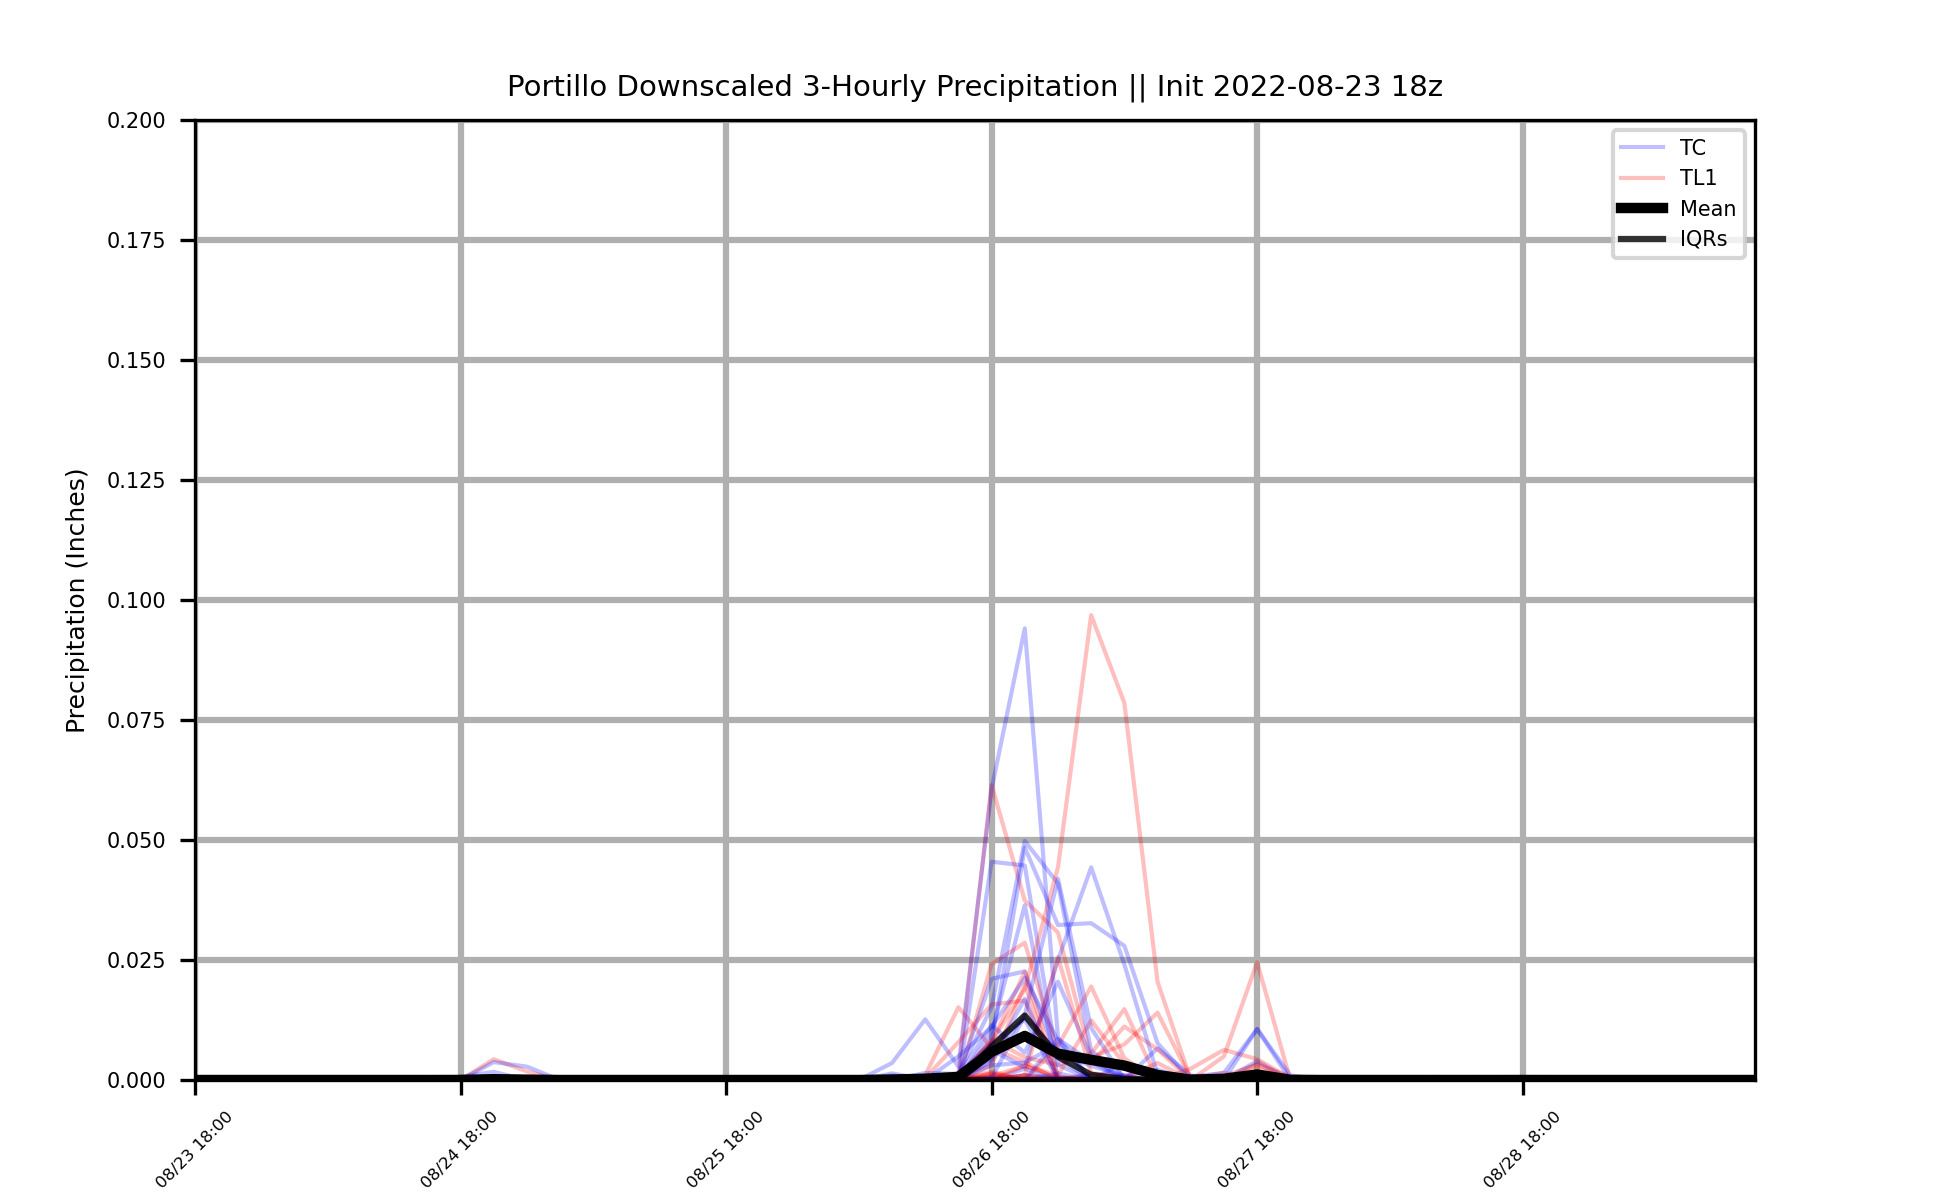 Portillo Downscaled 3-Hourly Precipitation || Init 2022-08-23 18z
TC
TL1
Mean
IQRs
Precipitation (Inches)
0.200
0.175
0.150
0.125
0.100
0.075
0.050
0.025
0.000
08/23 18:00
08/24 18:00
08/25 18:00
08/26 18:00
08/27 18:00
08/28 18:00